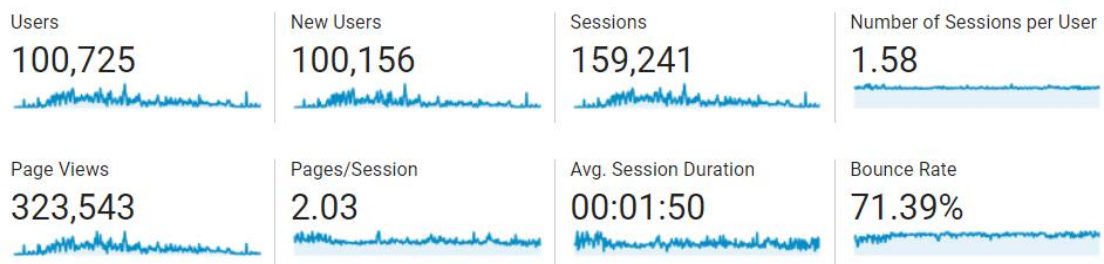 Users
100,725
New Users
100,156
Sessions
159,241
Number of Sessions per User
1.58
Page Views
323,543
Pages/Session
2.03
Avg. Session Duration
00:01:50
Bounce Rate
71.39%